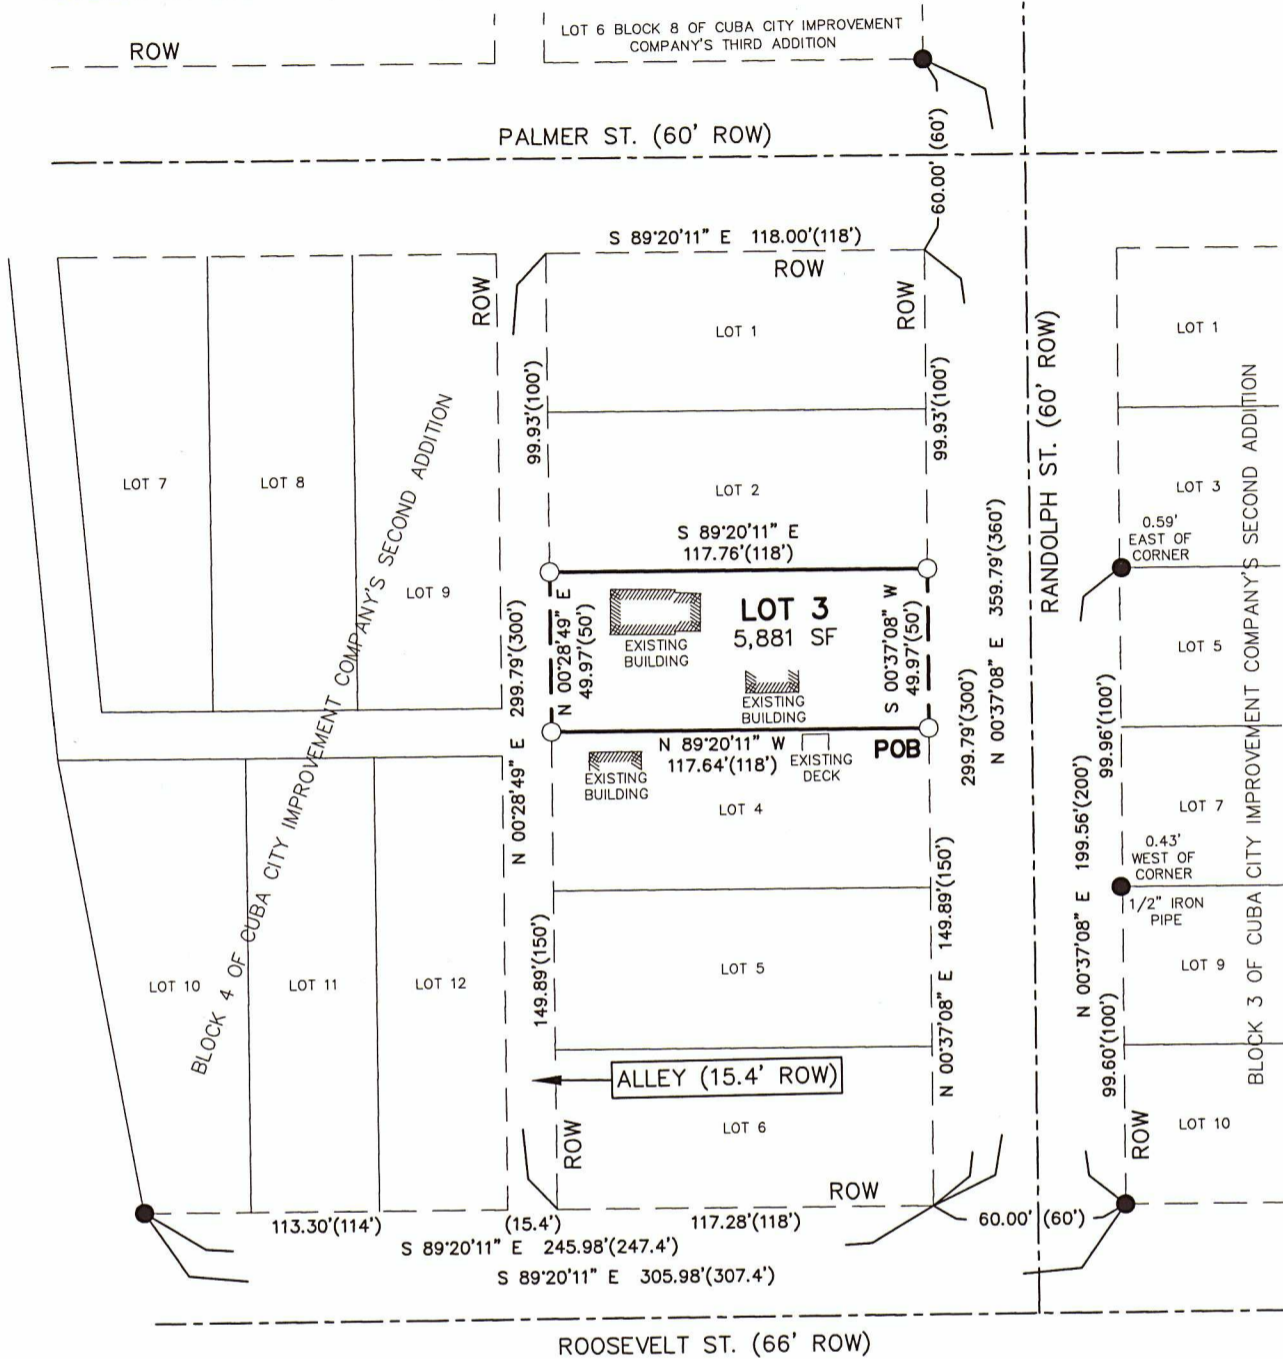 LOT 6 BLOCK 8 OF CUBA CITY IMPROVEMENT
COMPANY'S THIRD ADDITION
ROW
PALMER ST. (60' ROW)
60.00' (60')
S 89°20'11" E 118.00'(118')
ROW
ROW
ROW
LOT 1
LOT 1
99.93'(100')
99.93'(100')
RANDOLPH ST. (60' ROW)
LOT 7
LOT 8
LOT 9
BLOCK 4 OF CUBA CITY IMPROVEMENT COMPANY'S SECOND ADDITION
LOT 2
LOT 3
0.59'
EAST OF
CORNER
S 89°20'11" E
117.76'(118')
N 00°28'49" E 299.79'(300')
N 00°28'49" E
49.97'(50')
EXISTING
BUILDING
LOT 3
5,881 SF
EXISTING
BUILDING
S 00°37'08" W
49.97'(50')
299.79'(300')
N 00°37'08" E 359.79'(360')
LOT 5
BLOCK 3 OF CUBA CITY IMPROVEMENT COMPANY'S SECOND ADDITION
99.96'(100')
N 89°20'11" W
117.64'(118')
EXISTING
DECK
POB
EXISTING
BUILDING
LOT 4
LOT 7
0.43'
WEST OF
CORNER
1/2" IRON
PIPE
N 00°37'08" E 199.56'(200')
149.89'(150')
N 00°37'08" E 149.89'(150')
LOT 10
LOT 11
LOT 12
LOT 5
LOT 9
99.60'(100')
ALLEY (15.4' ROW)
LOT 6
LOT 10
ROW
ROW
ROW
113.30'(114')
(15.4')
117.28'(118')
60.00' (60')
S 89°20'11" E 245.98'(247.4')
S 89°20'11" E 305.98'(307.4')
ROOSEVELT ST. (66' ROW)